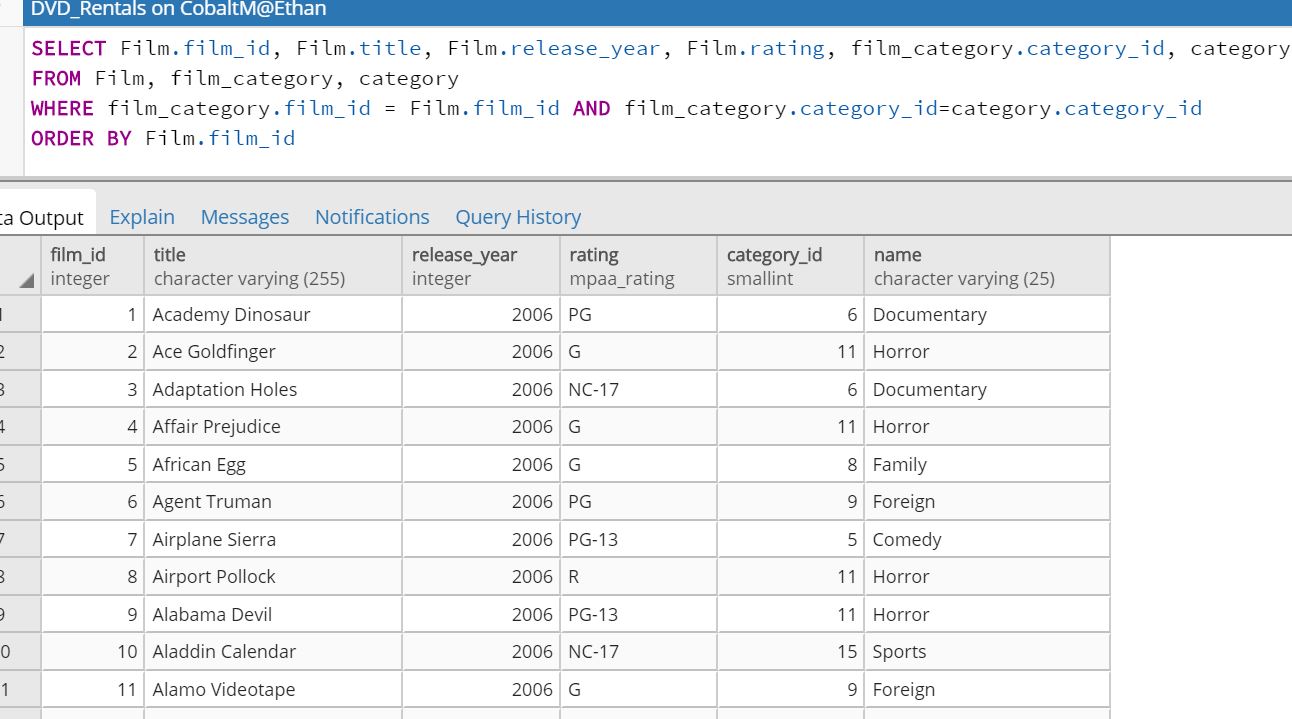 DVD_Rentals on CobaltM@Ethan
SELECT Film.film_id, Film.title, Film.release_year, Film.rating, film_category.category_id, category
FROM Film, film_category, category
WHERE film_category.film_id = Film.film_id AND film_category.category_id=category.category_id
ORDER BY Film.film_id
ta Output Explain Messages Notifications Query History
film_id title release_year rating category_id name
integer character varying (255) integer mpaa_rating smallint character varying (25)
1 1 Academy Dinosaur 2006 PG 6 Documentary
2 2 Ace Goldfinger 2006 G 11 Horror
3 3 Adaptation Holes 2006 NC-17 6 Documentary
4 4 Affair Prejudice 2006 G 11 Horror
5 5 African Egg 2006 G 8 Family
6 6 Agent Truman 2006 PG 9 Foreign
7 7 Airplane Sierra 2006 PG-13 5 Comedy
8 8 Airport Pollock 2006 R 11 Horror
9 9 Alabama Devil 2006 PG-13 11 Horror
0 10 Aladdin Calendar 2006 NC-17 15 Sports
1 11 Alamo Videotape 2006 G 9 Foreign